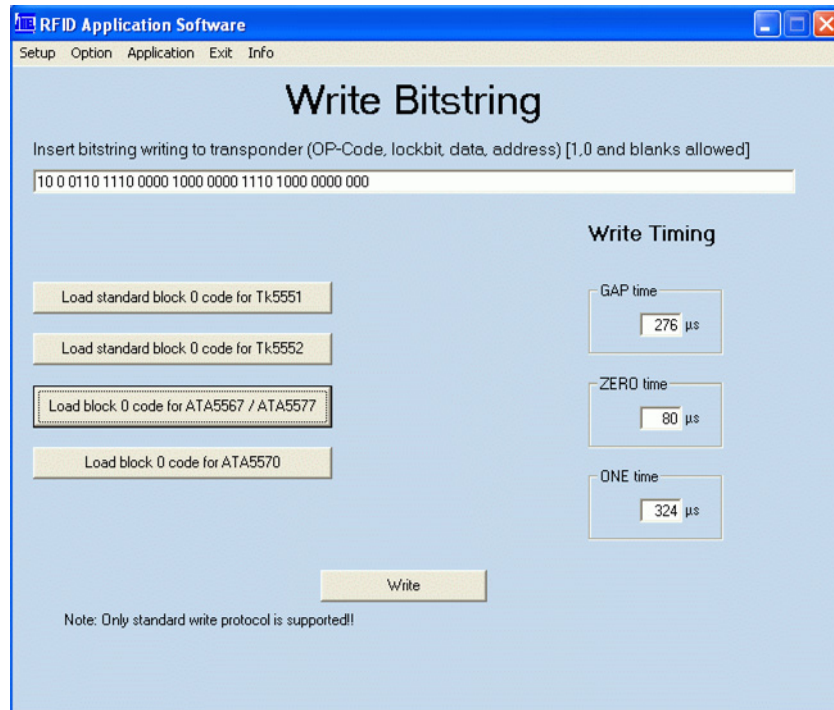 RFID Application Software
Setup Option Application Exit Info
Write Bitstring
Insert bitstring writing to transponder (OP-Code, lockbit, data, address) [1,0 and blanks allowed]
10 0 0110 1110 0000 1000 0000 1110 1000 0000 000
Write Timing
Load standard block 0 code for Tk5551
Load standard block 0 code for Tk5552
Load block 0 code for ATA5567 / ATA5577
Load block 0 code for ATA5570
GAP time
276 µs
ZERO time
80 µs
ONE time
324 µs
Write
Note: Only standard write protocol is supported!!